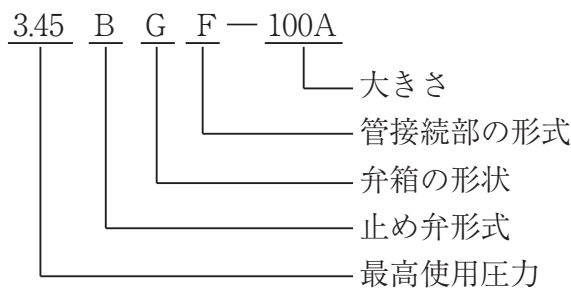 3.45 B G F — 100A
大きさ
管接続部の形式
弁箱の形状
止め弁形式
最高使用圧力